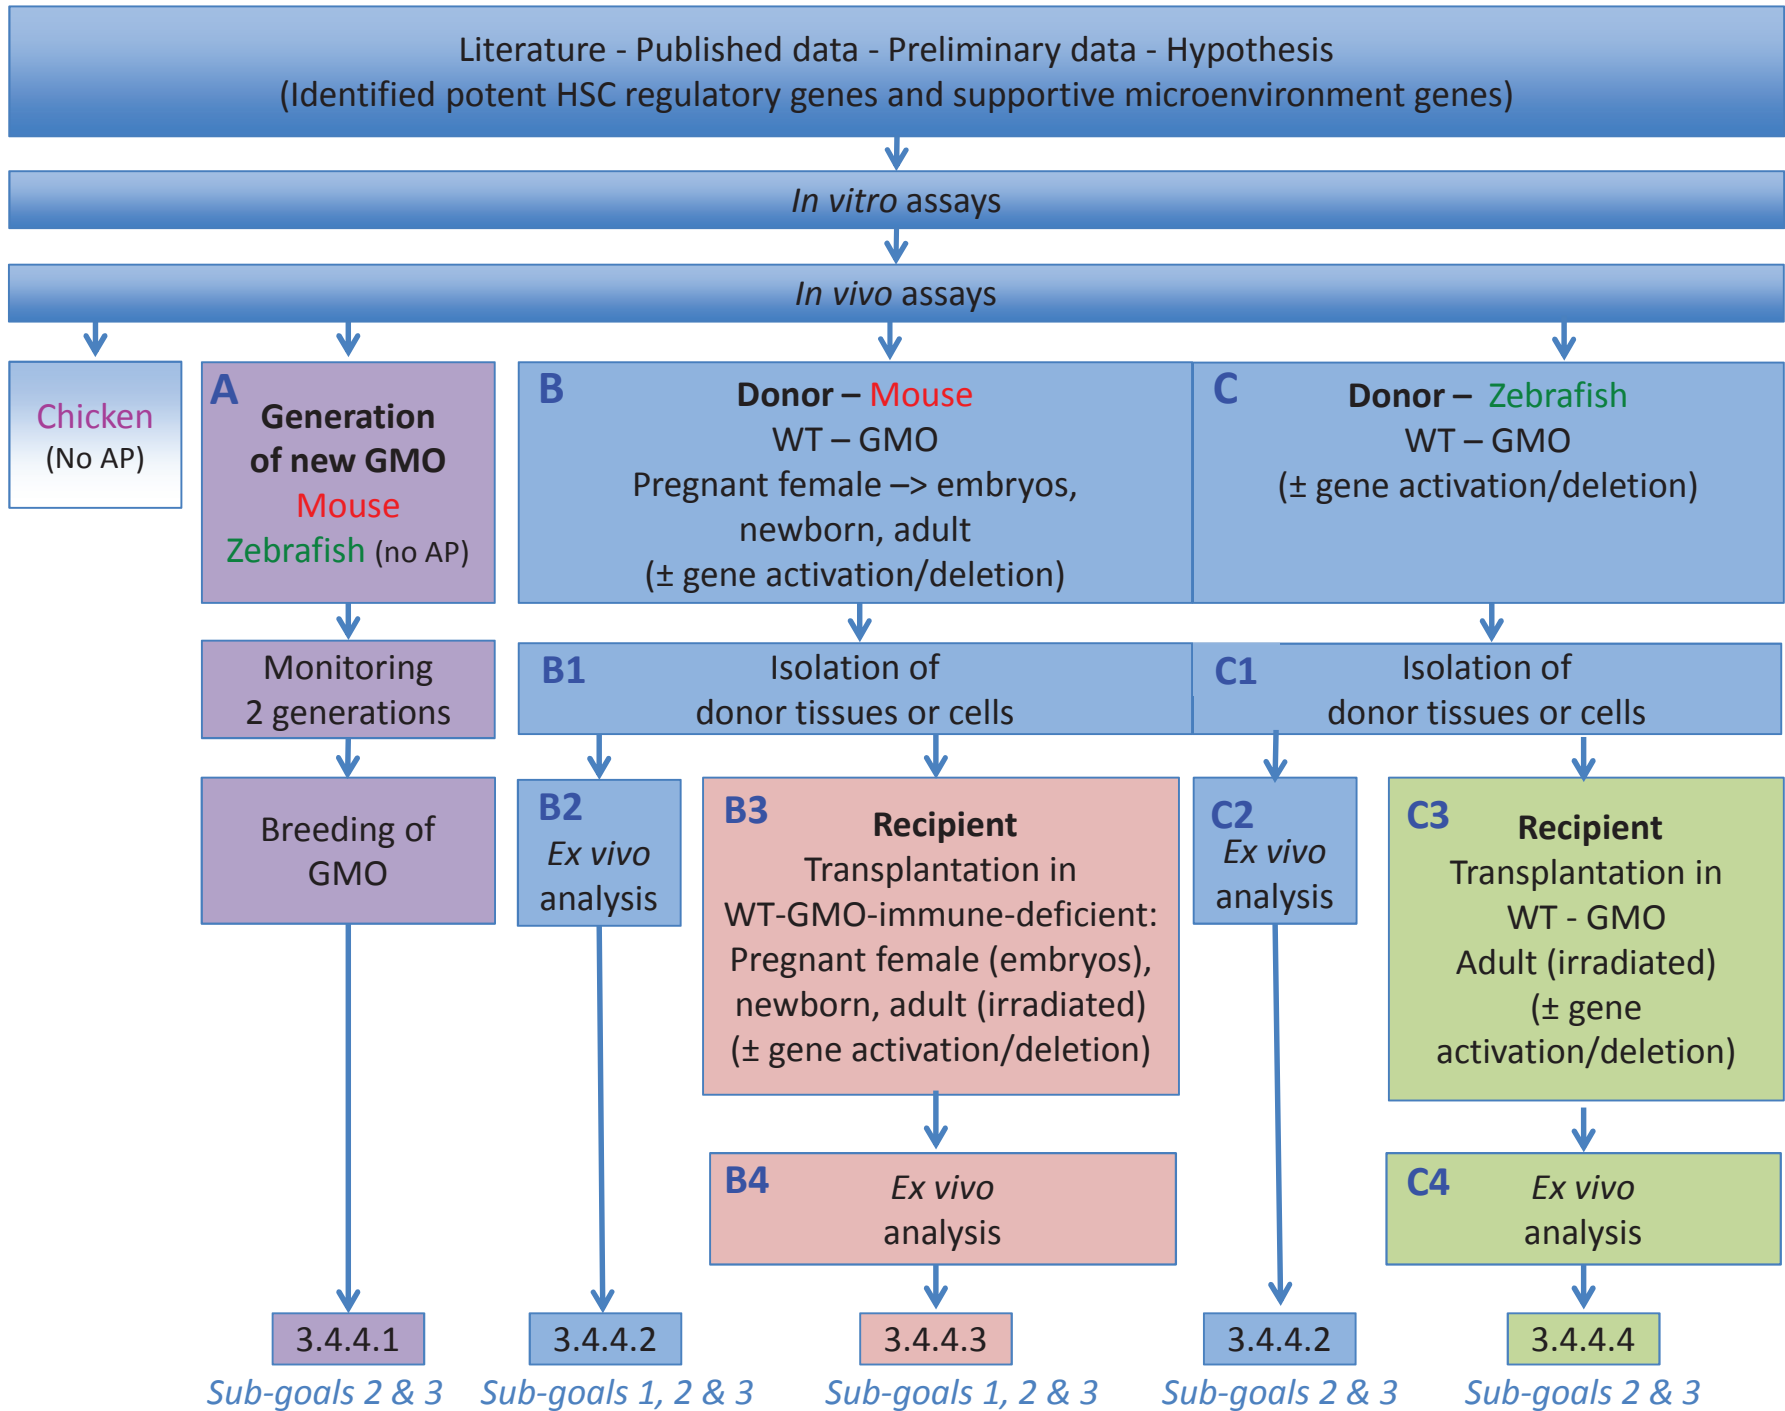 Literature - Published data - Preliminary data - Hypothesis
(Identified potent HSC regulatory genes and supportive microenvironment genes)
In vitro assays
In vivo assays
Chicken
(No AP)
A
Generation
of new GMO
Mouse
Zebrafish (no AP)
Monitoring
2 generations
Breeding of
GMO
3.4.4.1
Sub-goals 2 & 3
B
Donor – Mouse
WT – GMO
Pregnant female –> embryos,
newborn, adult
(± gene activation/deletion)
B1
Isolation of
donor tissues or cells
B2
Ex vivo
analysis
3.4.4.2
Sub-goals 1, 2 & 3
B3
Recipient
Transplantation in
WT-GMO-immune-deficient:
Pregnant female (embryos),
newborn, adult (irradiated)
(± gene activation/deletion)
B4
Ex vivo
analysis
3.4.4.3
Sub-goals 1, 2 & 3
C
Donor – Zebrafish
WT – GMO
(± gene activation/deletion)
C1
Isolation of
donor tissues or cells
C2
Ex vivo
analysis
3.4.4.2
Sub-goals 2 & 3
C3
Recipient
Transplantation in
WT - GMO
Adult (irradiated)
(± gene
activation/deletion)
C4
Ex vivo
analysis
3.4.4.4
Sub-goals 2 & 3